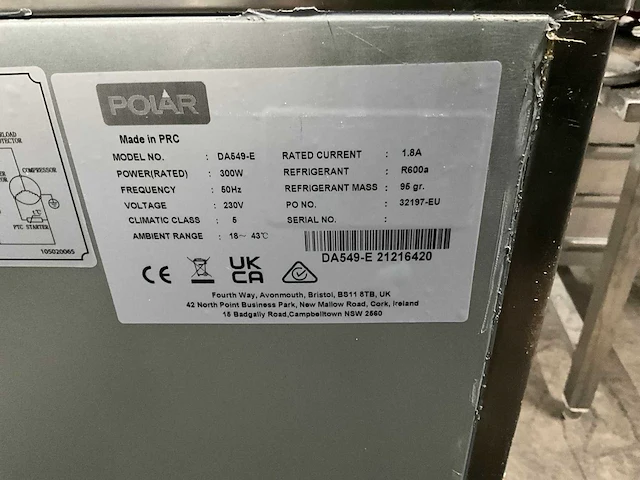 POLAR
Made in PRC
MODEL NO. : DA549-E
POWER(RATED) : 300W
FREQUENCY : 50Hz
VOLTAGE : 230V
CLIMATIC CLASS : 5
AMBIENT RANGE : 18~ 43℃
RATED CURRENT : 1.8A
REFRIGERANT : R600a
REFRIGERANT MASS : 95 gr.
PO NO. : 32197-EU
SERIAL NO. :
DA549-E 21216420
CE
UK
CA
Fourth Way, Avonmouth, Bristol, BS11 8TB, UK
42 North Point Business Park, New Mallow Road, Cork, Ireland
15 Badgally Road,Campbelltown NSW 2560
COMPRESSOR
PTC STARTER
105020065